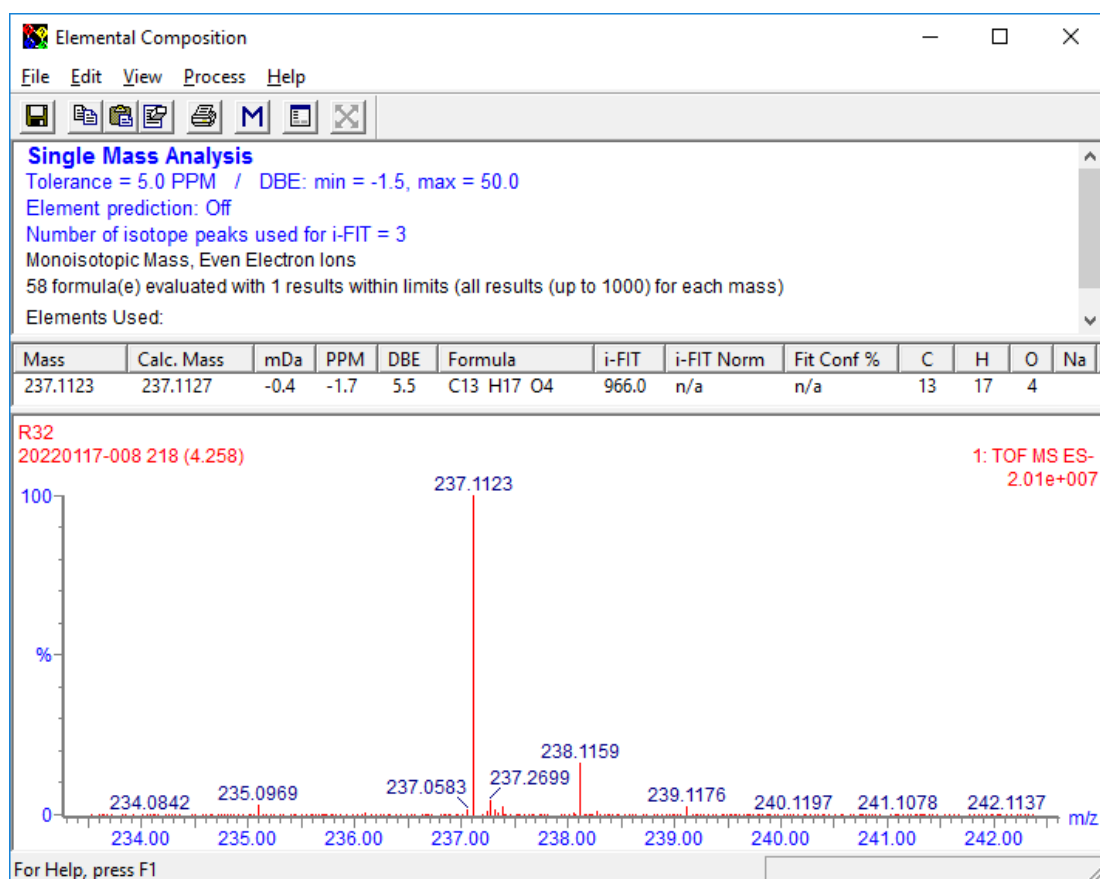 Elemental Composition
File Edit View Process Help
M
Single Mass Analysis
Tolerance = 5.0 PPM / DBE: min = -1.5, max = 50.0
Element prediction: Off
Number of isotope peaks used for i-FIT = 3
Monoisotopic Mass, Even Electron Ions
58 formula(e) evaluated with 1 results within limits (all results (up to 1000) for each mass)
Elements Used:
Mass Calc. Mass mDa PPM DBE Formula i-FIT i-FIT Norm Fit Conf % C H O Na
237.1123 237.1127 -0.4 -1.7 5.5 C13 H17 O4 966.0 n/a n/a 13 17 4
R32
20220117-008 218 (4.258) 1: TOF MS ES-
2.01e+007
237.1123
100
%
238.1159
237.0583 237.2699
234.0842 235.0969 239.1176 240.1197 241.1078 242.1137
0 m/z
234.00 235.00 236.00 237.00 238.00 239.00 240.00 241.00 242.00
For Help, press F1